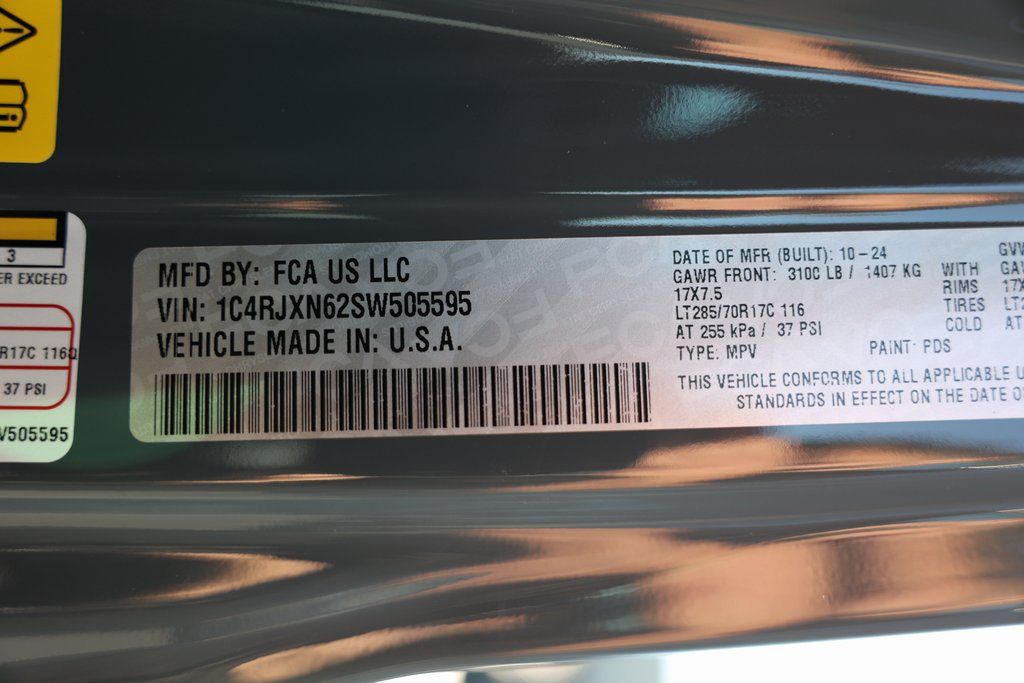 3
ER EXCEED
R17C 116Q
37 PSI
V505595
MFD BY: FCA US LLC
VIN: 1C4RJXN62SW505595
VEHICLE MADE IN: U.S.A.
DATE OF MFR (BUILT): 10-24
GAWR FRONT: 3100 LB / 1407 KG WITH
17X7.5 RIMS 17X
LT285/70R17C 116 TIRES
AT 255 kPa / 37 PSI COLD AT
TYPE: MPV PAINT: PDS
THIS VEHICLE CONFORMS TO ALL APPLICABLE U
STANDARDS IN EFFECT ON THE DATE O